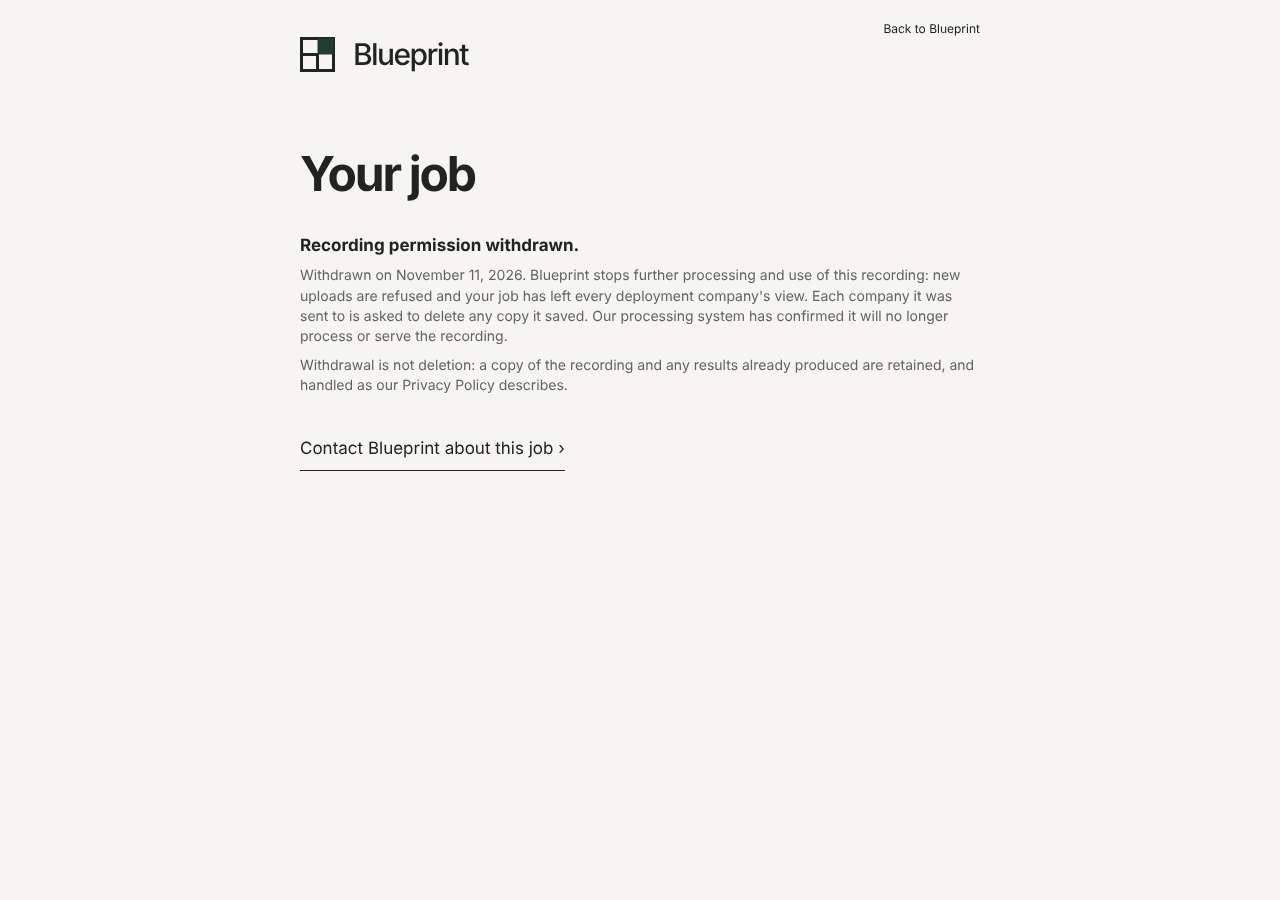 Back to Blueprint
Blueprint
Your job
Recording permission withdrawn.
Withdrawn on November 11, 2026. Blueprint stops further processing and use of this recording: new
uploads are refused and your job has left every deployment company's view. Each company it was
sent to is asked to delete any copy it saved. Our processing system has confirmed it will no longer
process or serve the recording.
Withdrawal is not deletion: a copy of the recording and any results already produced are retained, and
handled as our Privacy Policy describes.
Contact Blueprint about this job ›